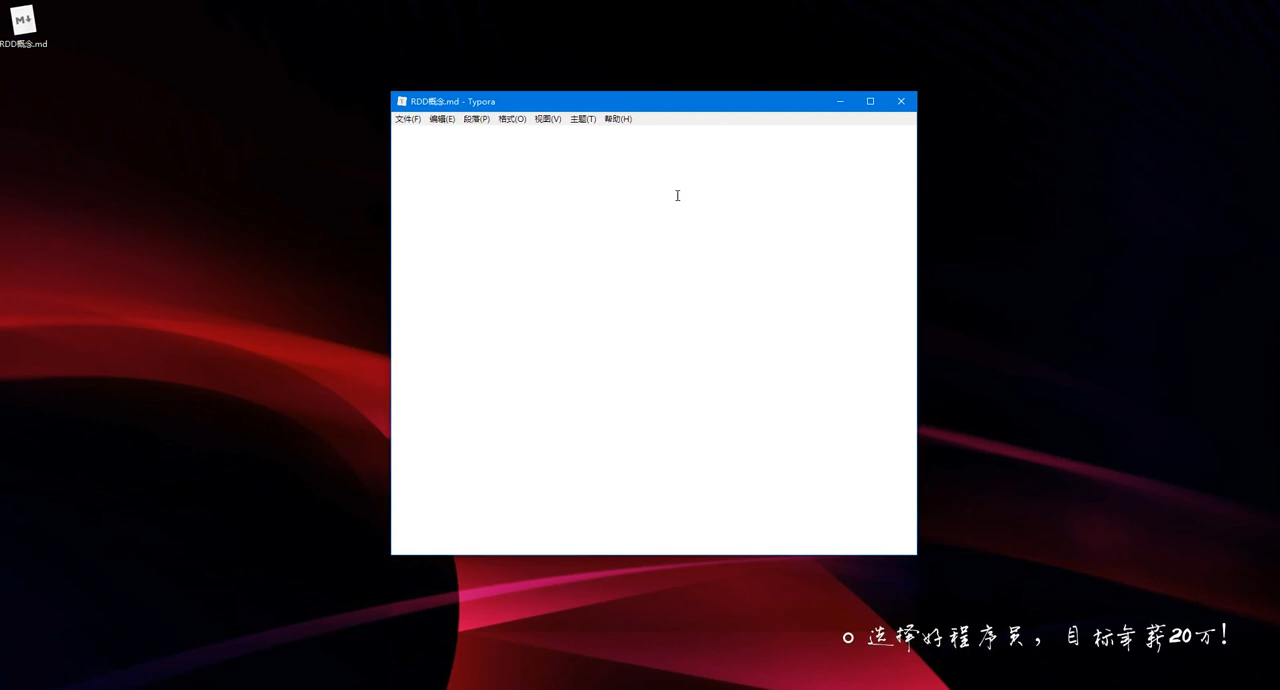 M↓
RDD概念.md
RDD概念.md - Typora
文件(F) 编辑(E) 段落(P) 格式(O) 视图(V) 主题(T) 帮助(H)
选择好程序员，目标年薪20万！